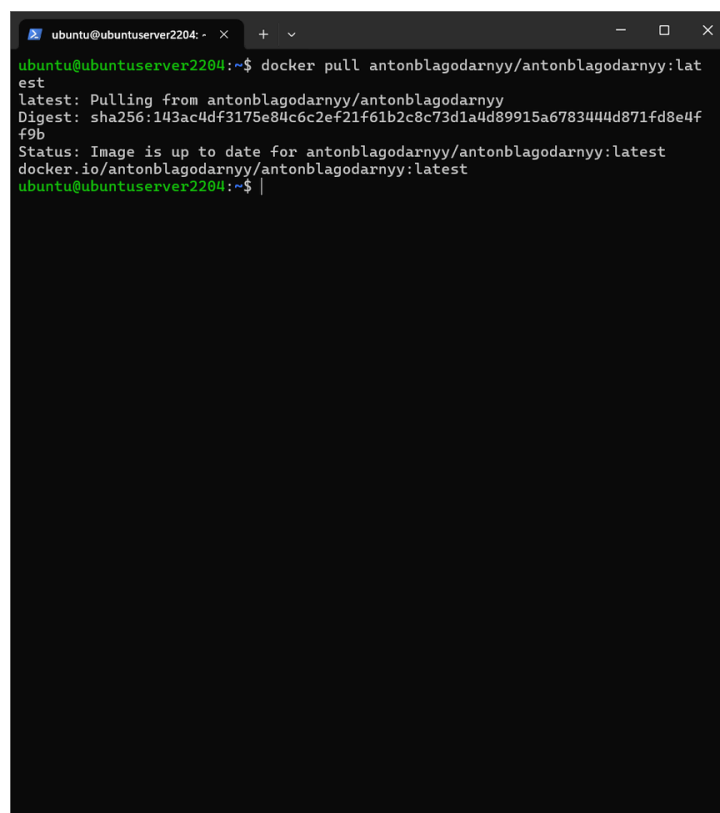 ubuntu@ubuntuserver2204: -
ubuntu@ubuntuserver2204:~$ docker pull antonblagodarnyy/antonblagodarnyy:lat
est
latest: Pulling from antonblagodarnyy/antonblagodarnyy
Digest: sha256:143ac4df3175e84c6c2ef21f61b2c8c73d1a4d89915a6783444d871fd8e4f
f9b
Status: Image is up to date for antonblagodarnyy/antonblagodarnyy:latest
docker.io/antonblagodarnyy/antonblagodarnyy:latest
ubuntu@ubuntuserver2204:~$